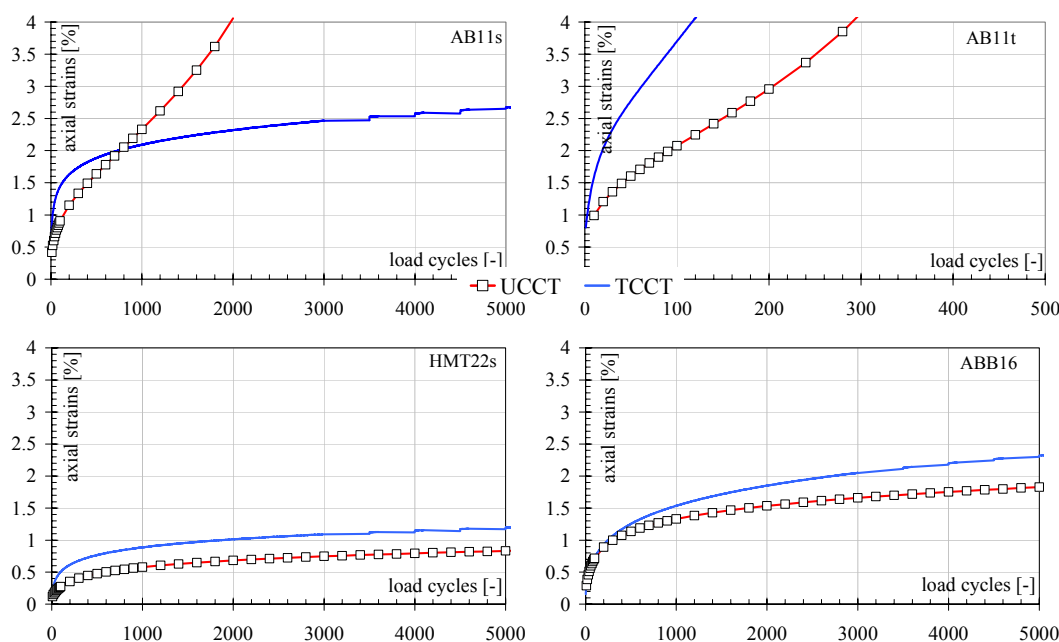 4
3.5
3
2.5
2
1.5
1
0.5
0
axial strains [%]
AB11s
load cycles [-]
0 1000 2000 3000 4000 5000
4
3.5
3
2.5
2
1.5
1
0.5
0
axial strains [%]
AB11t
load cycles [-]
0 100 200 300 400 500
UCCT TCCT
4
3.5
3
2.5
2
1.5
1
0.5
0
axial strains [%]
HMT22s
load cycles [-]
0 1000 2000 3000 4000 5000
4
3.5
3
2.5
2
1.5
1
0.5
0
axial strains [%]
ABB16
load cycles [-]
0 1000 2000 3000 4000 5000